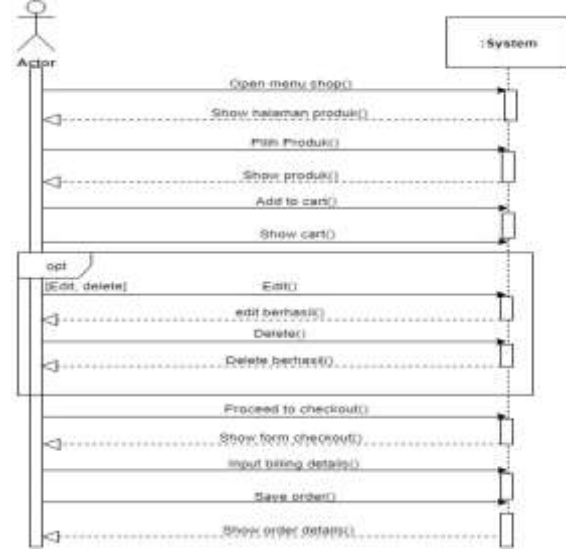 Actor
:System
Open menu shop()
Show halaman produk()
Pilih Produk()
Show produk()
Add to cart()
Show cart()
opt
[Edit, delete]
Edit()
edit berhasil()
Delete()
Delete berhasil()
Proceed to checkout()
Show form checkout()
Input billing details()
Save order()
Show order details()